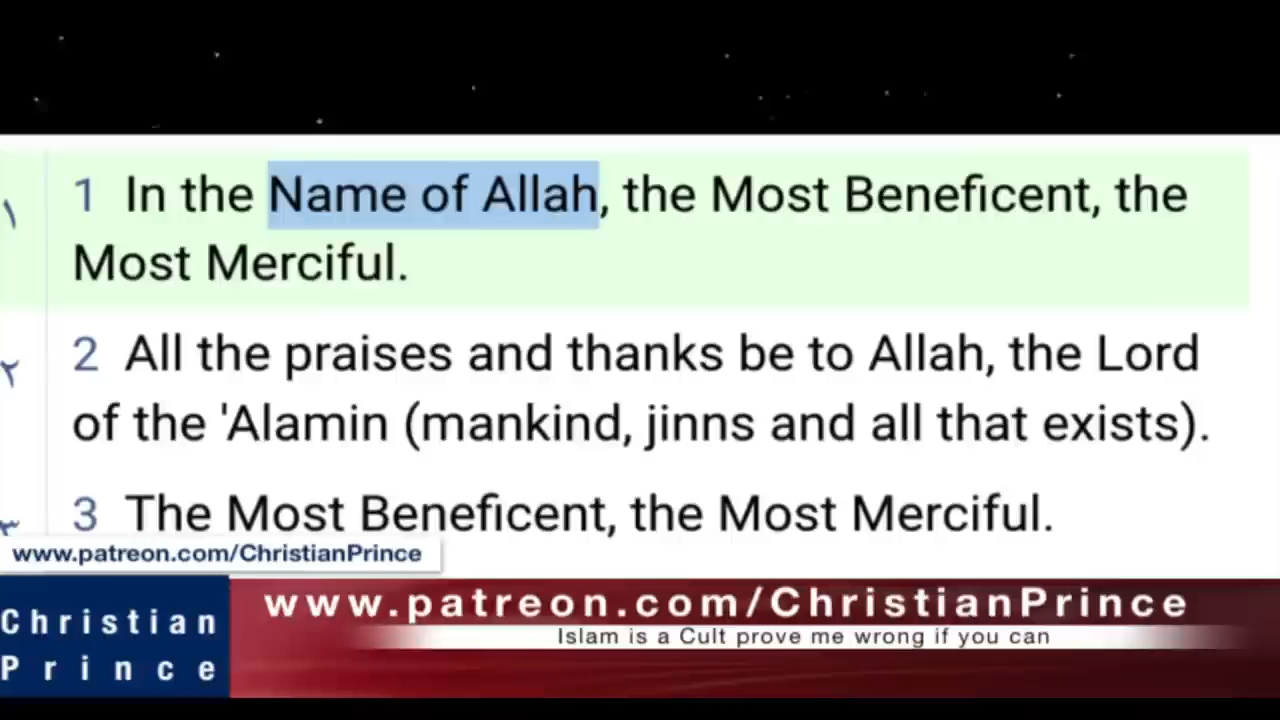 ١
1 In the Name of Allah, the Most Beneficent, the
Most Merciful.
٢
2 All the praises and thanks be to Allah, the Lord
of the 'Alamin (mankind, jinns and all that exists).
٣
3 The Most Beneficent, the Most Merciful.
www.patreon.com/ChristianPrince
www.patreon.com/ChristianPrince
Islam is a Cult prove me wrong if you can
Christian
Prince